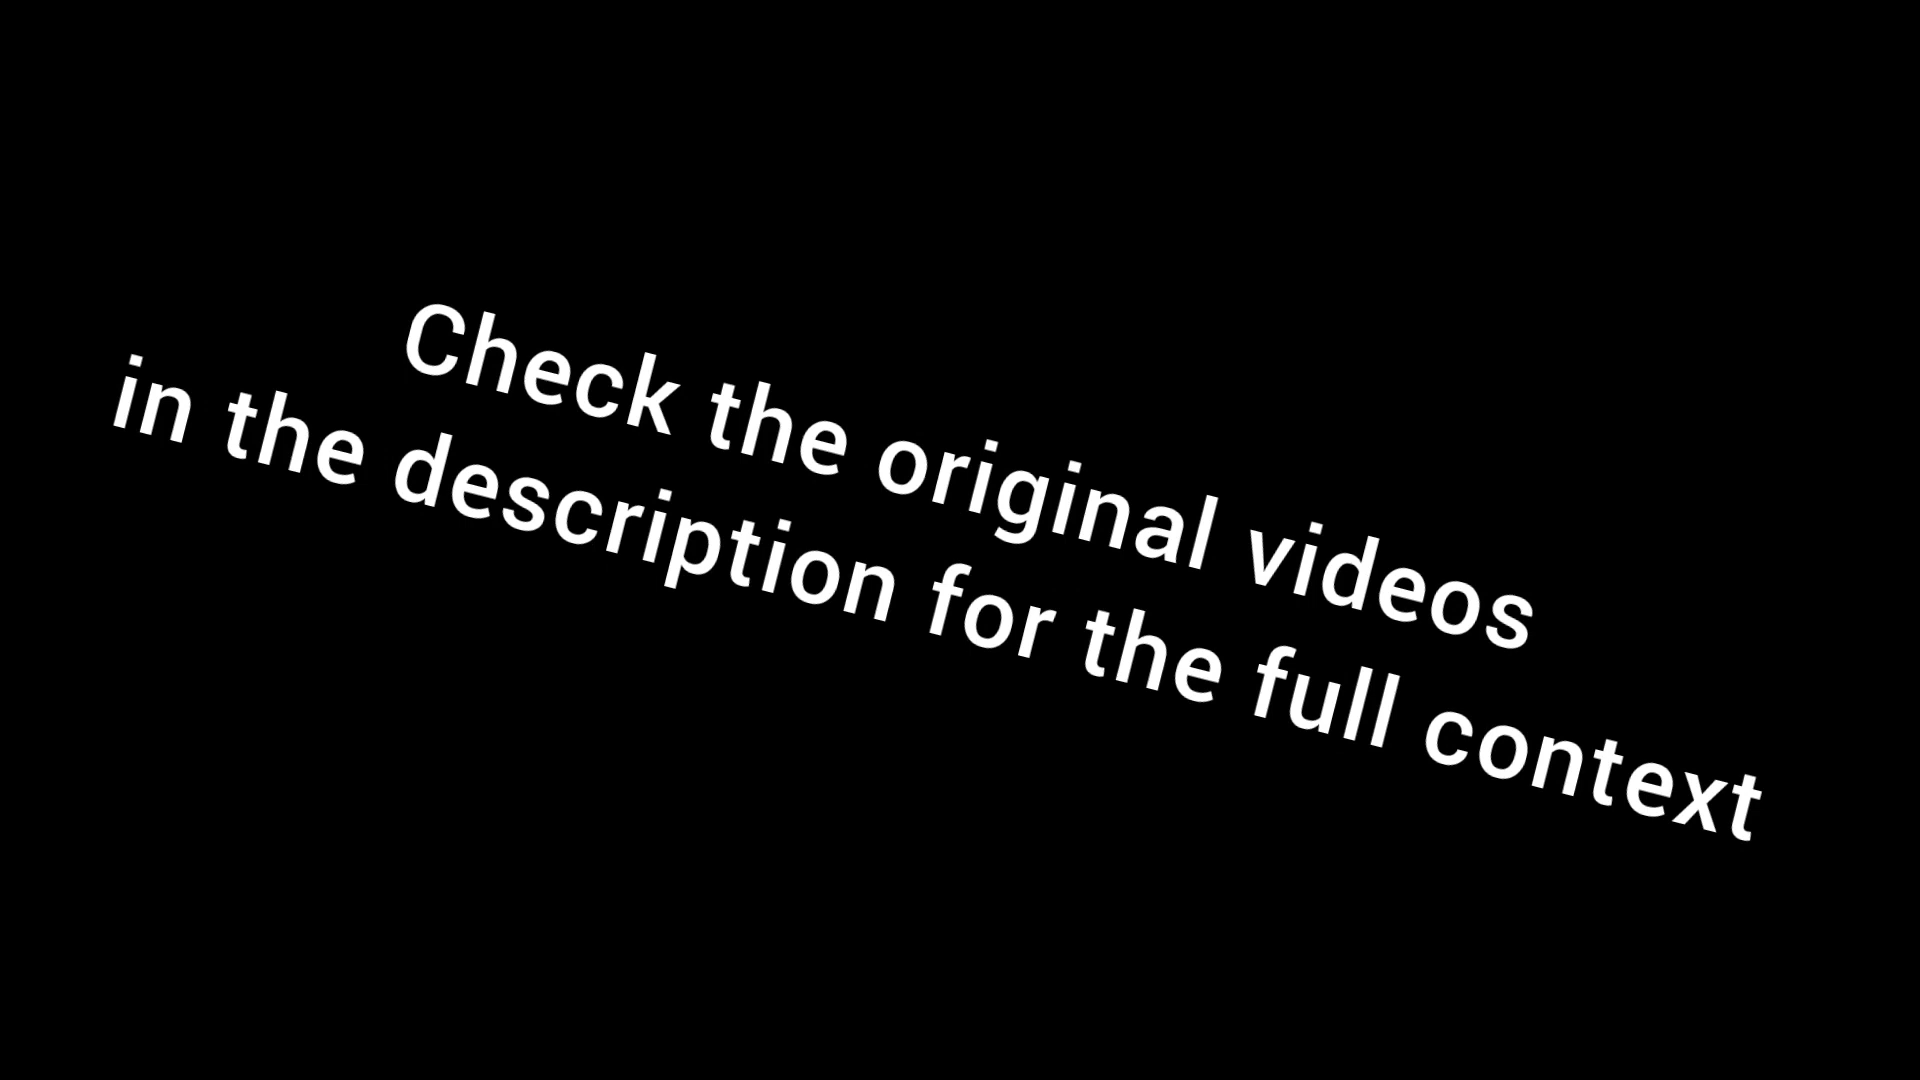 Check the original videos
in the description for the full context